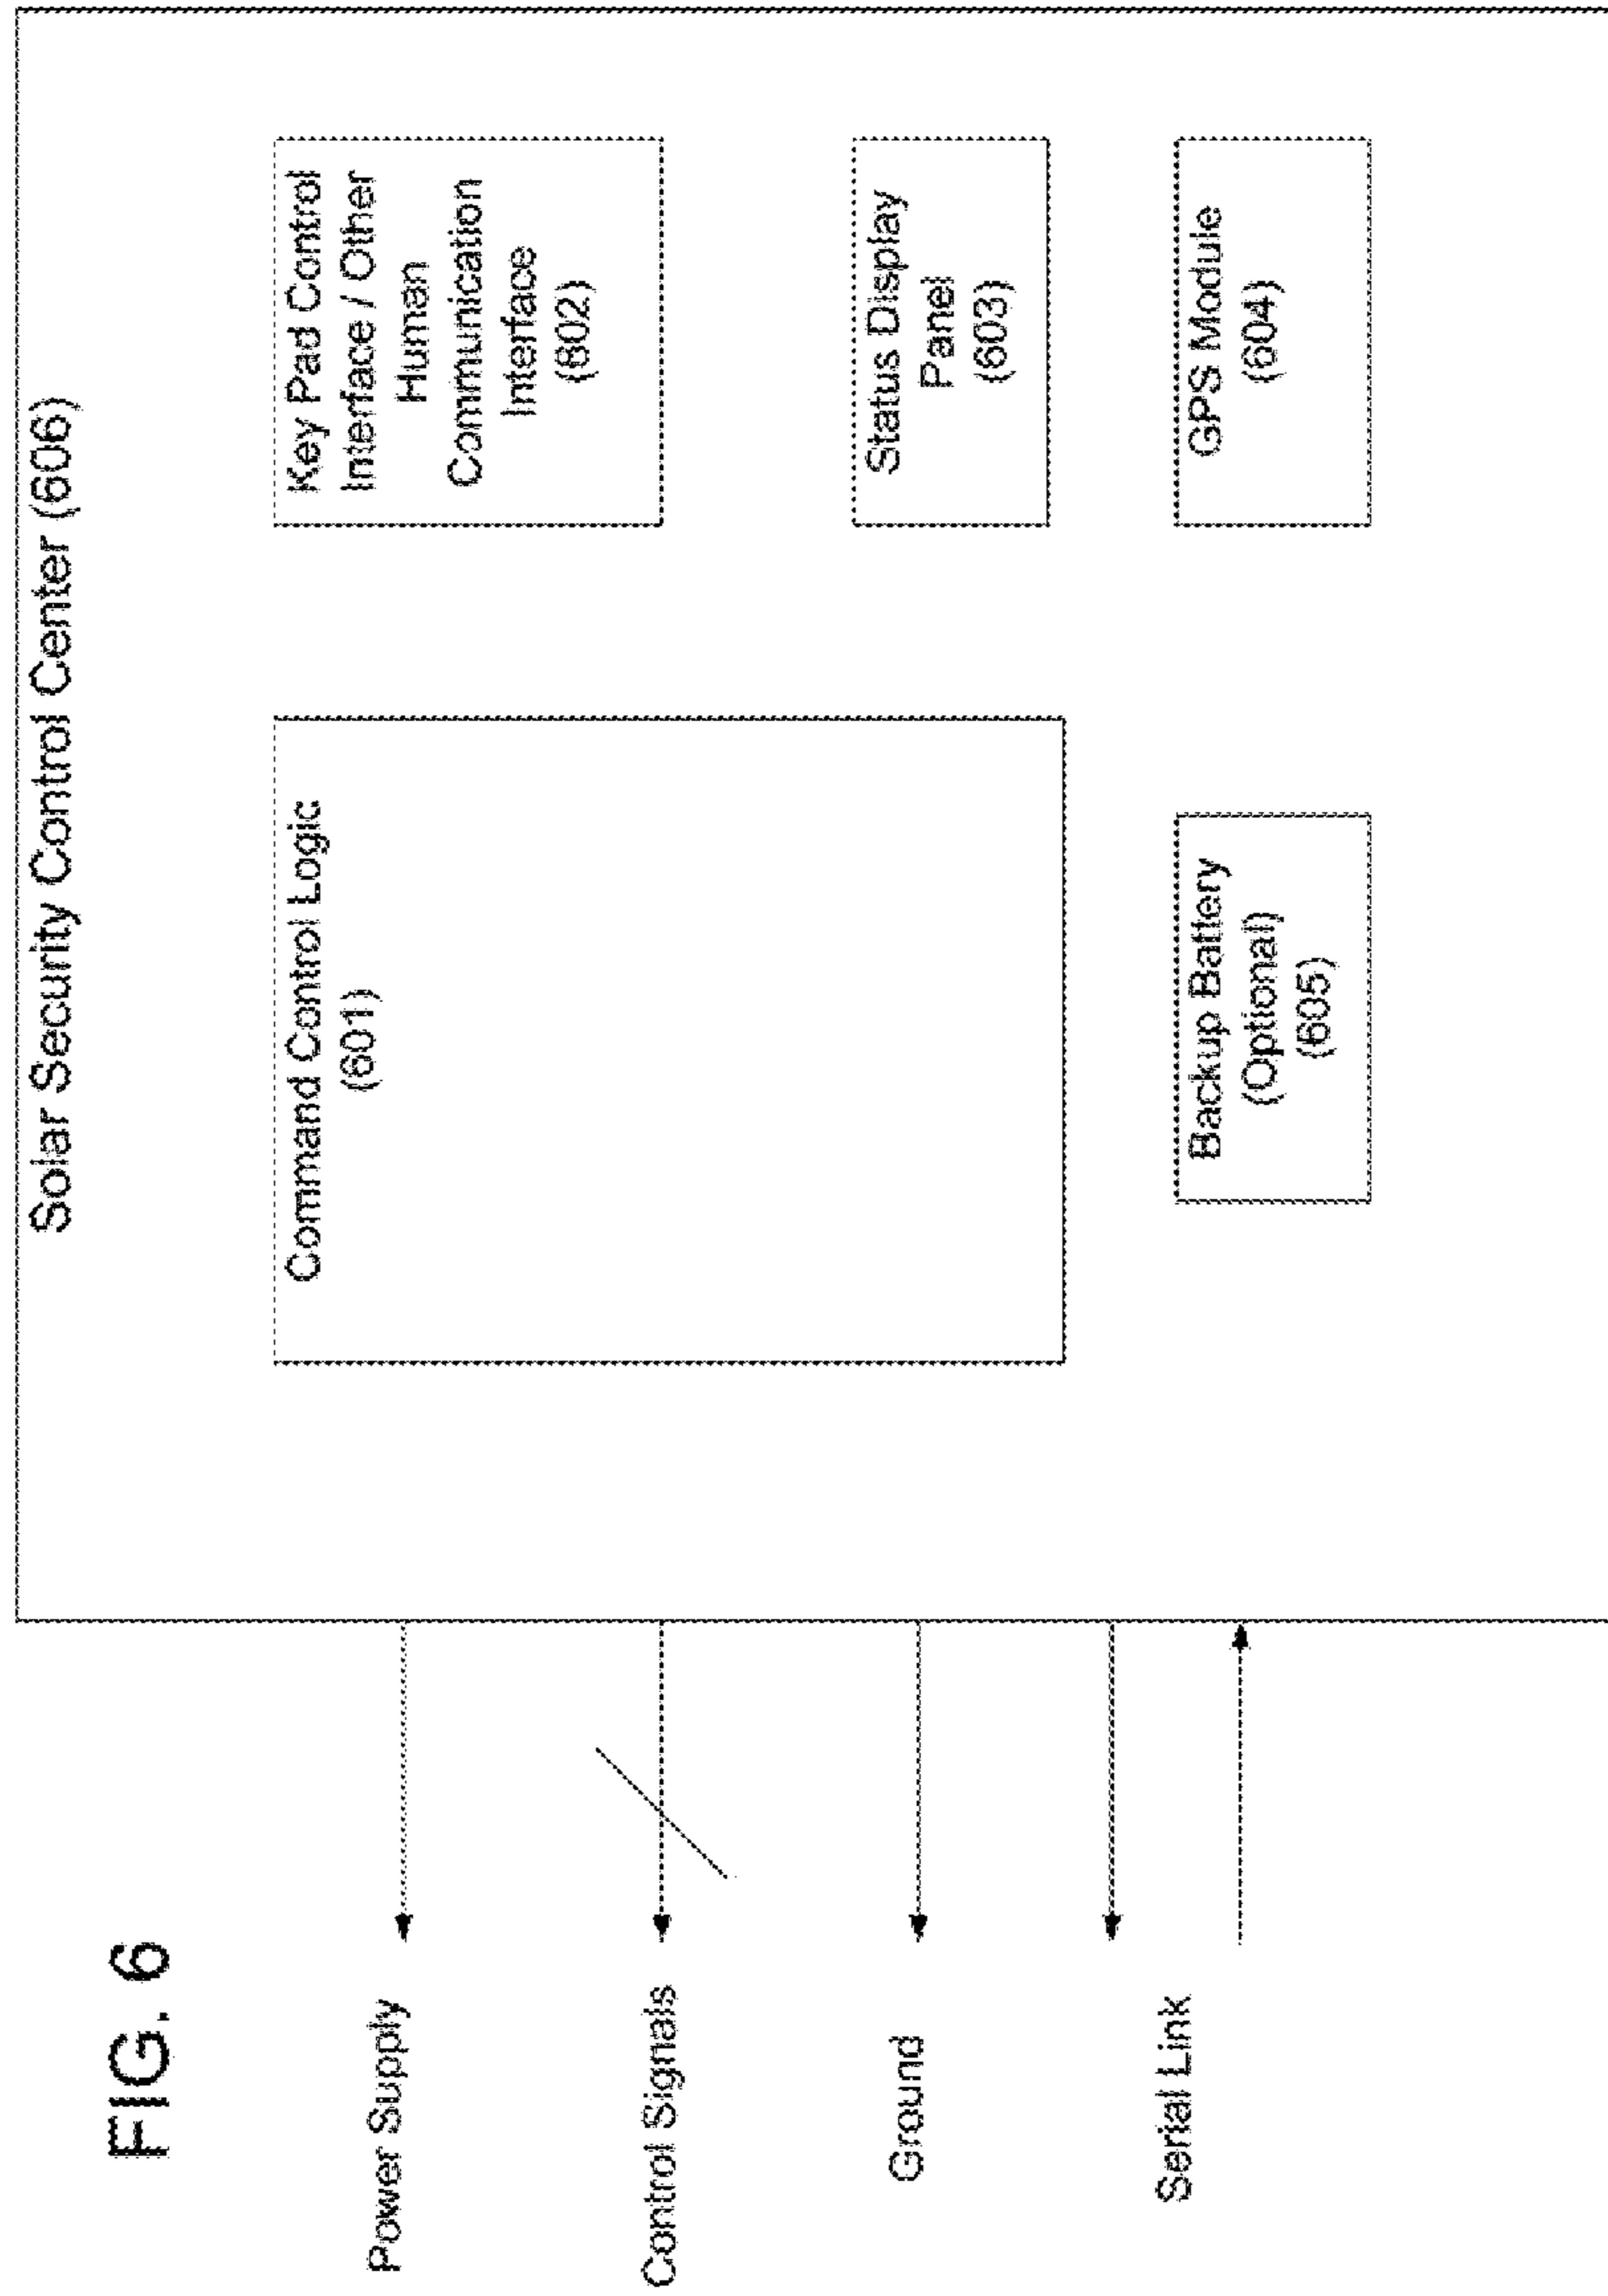 Solar Security Control Center (606)
FIG. 6
Power Supply
Control Signals
Ground
Serial Link
Command Control Logic
(601)
Key Pad Control
Interface / Other
Human
Communication
Interface
(602)
Status Display
Panel
(603)
Backup Battery
(Optional)
(605)
GPS Module
(604)